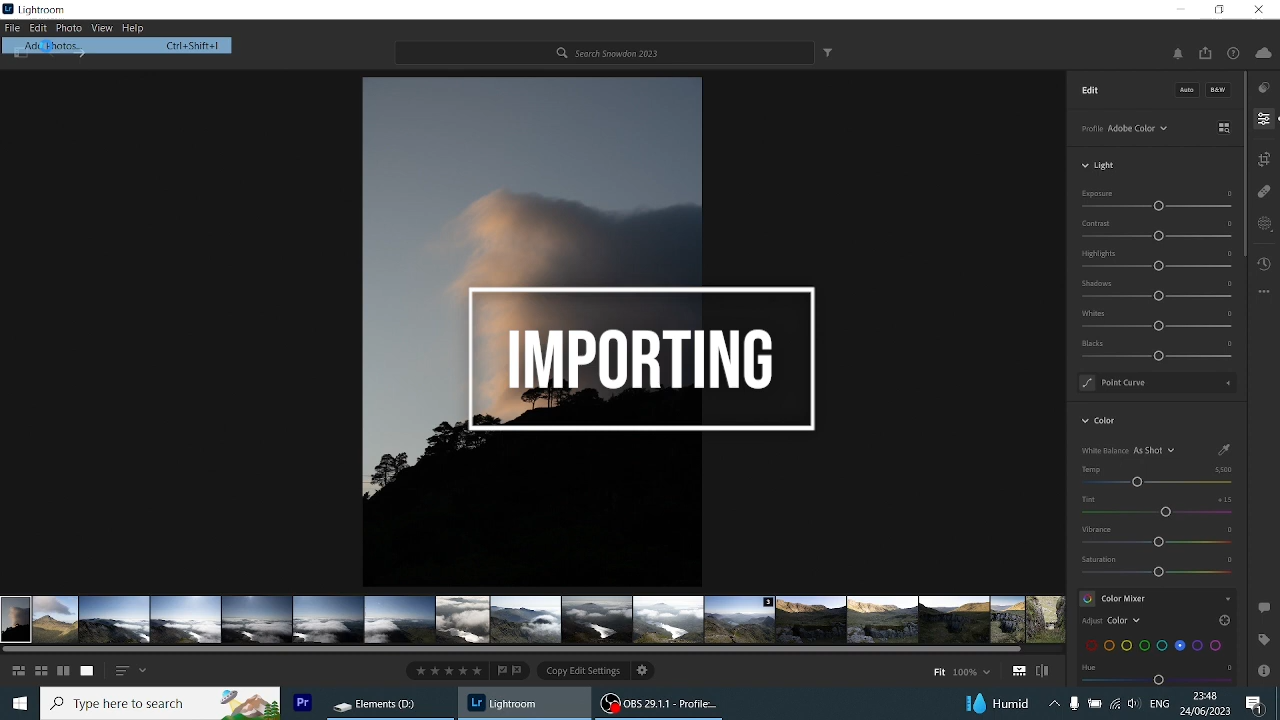 Lr Lightroom
File Edit Photo View Help
Add Photos... Ctrl+Shift+I
Search Snowdon 2023
Edit Auto B&W
Profile Adobe Color
Light
Exposure 0
Contrast 0
Highlights 0
Shadows 0
Whites 0
Blacks 0
Point Curve
Color
White Balance As Shot
Temp 5,500
Tint +15
Vibrance 0
Saturation 0
Color Mixer
Adjust Color
Hue 0
IMPORTING
3
Copy Edit Settings
Fit 100%
Type here to search
Pr
Elements (D:)
Lr Lightroom
OBS 29.1.1 - Profile...
Humid
ENG
23:48
24/06/2023
1